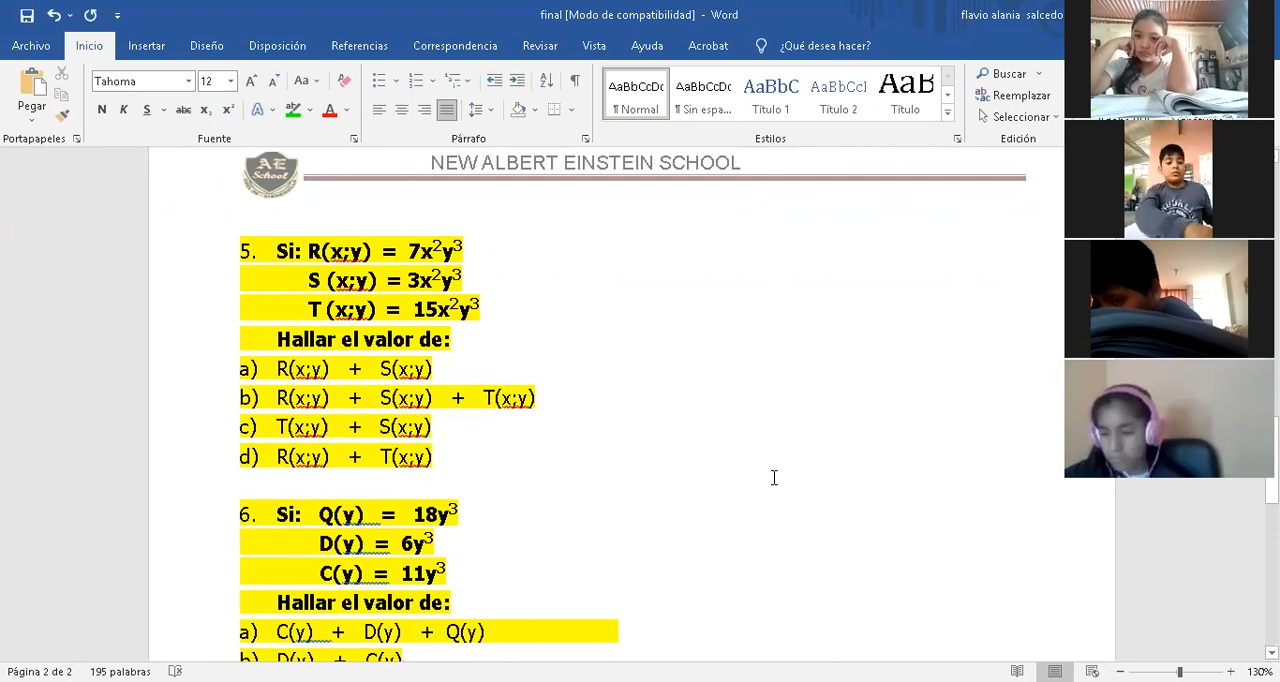 final [Modo de compatibilidad] - Word
flavio alania salcedo
Archivo Inicio Insertar Diseño Disposición Referencias Correspondencia Revisar Vista Ayuda Acrobat ¿Qué desea hacer?
Pegar
Tahoma 12
AaBbCcDc AaBbCcDc AaBbC AaBbCcl AaB
¶ Normal ¶ Sin espa... Título 1 Título 2 Título
Buscar
Reemplazar
Seleccionar
Portapapeles Fuente Párrafo Estilos Edición
AE School
NEW ALBERT EINSTEIN SCHOOL
5. Si: R(x;y) = 7x²y³
S (x;y) = 3x²y³
T (x;y) = 15x²y³
Hallar el valor de:
a) R(x;y) + S(x;y)
b) R(x;y) + S(x;y) + T(x;y)
c) T(x;y) + S(x;y)
d) R(x;y) + T(x;y)
6. Si: Q(y) = 18y³
D(y) = 6y³
C(y) = 11y³
Hallar el valor de:
a) C(y) + D(y) + Q(y)
b) D(y) + C(y)
Página 2 de 2 195 palabras 130%